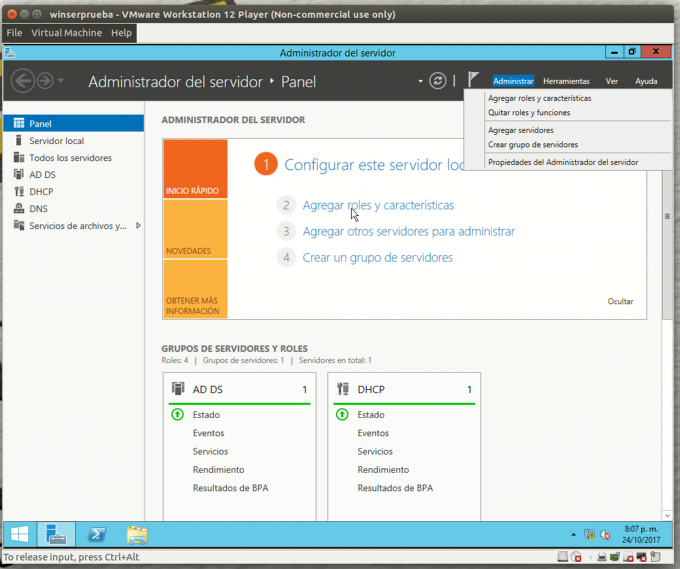 winserprueba - VMware Workstation 12 Player (Non-commercial use only)
File Virtual Machine Help
Administrador del servidor
Administrador del servidor • Panel
Administrar Herramientas Ver Ayuda
Agregar roles y características
Quitar roles y funciones
Agregar servidores
Crear grupo de servidores
Propiedades del Administrador del servidor
Panel
Servidor local
Todos los servidores
AD DS
DHCP
DNS
Servicios de archivos y...
ADMINISTRADOR DEL SERVIDOR
INICIO RÁPIDO
NOVEDADES
OBTENER MÁS
INFORMACIÓN
1 Configurar este servidor loc
2 Agregar roles y características
3 Agregar otros servidores para administrar
4 Crear un grupo de servidores
Ocultar
GRUPOS DE SERVIDORES Y ROLES
Roles: 4 | Grupos de servidores: 1 | Servidores en total: 1
AD DS 1
Estado
Eventos
Servicios
Rendimiento
Resultados de BPA
DHCP 1
Estado
Eventos
Servicios
Rendimiento
Resultados de BPA
8:07 p. m.
24/10/2017
To release input, press Ctrl+Alt